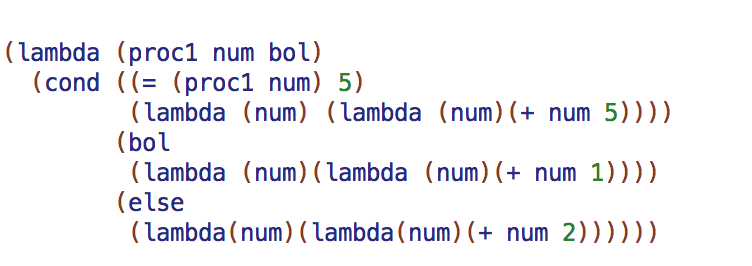 (lambda (proc1 num bol)
(cond ((= (proc1 num) 5)
(lambda (num) (lambda (num)(+ num 5))))
(bol
(lambda (num)(lambda (num)(+ num 1))))
(else
(lambda(num)(lambda(num)(+ num 2))))))